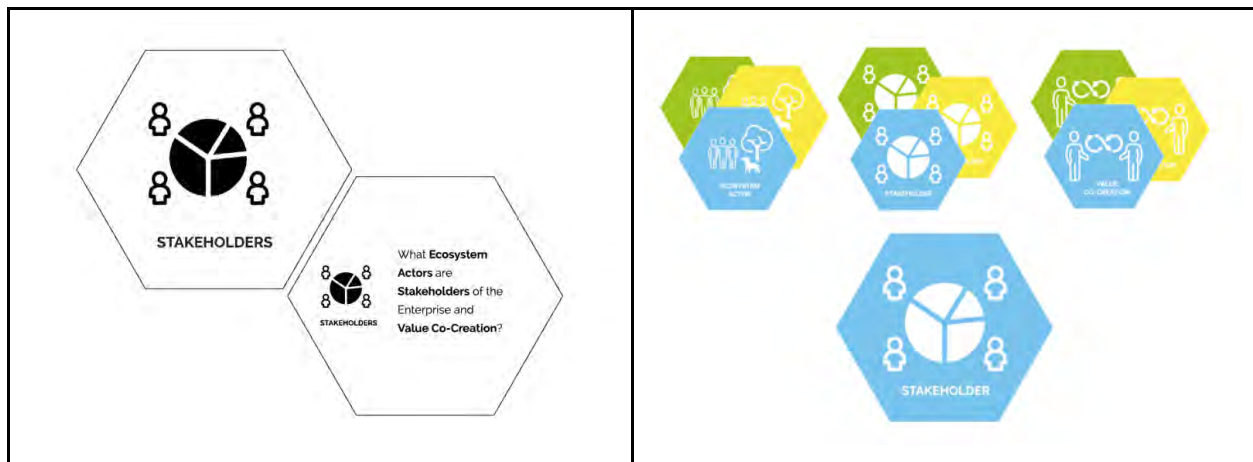 STAKEHOLDERS
What Ecosystem
Actors are
Stakeholders of the
Enterprise and
Value Co-Creation?
STAKEHOLDERS
ECOSYSTEM
ACTOR
STAKEHOLDER
VALUE
CO-CREATION
STAKEHOLDER